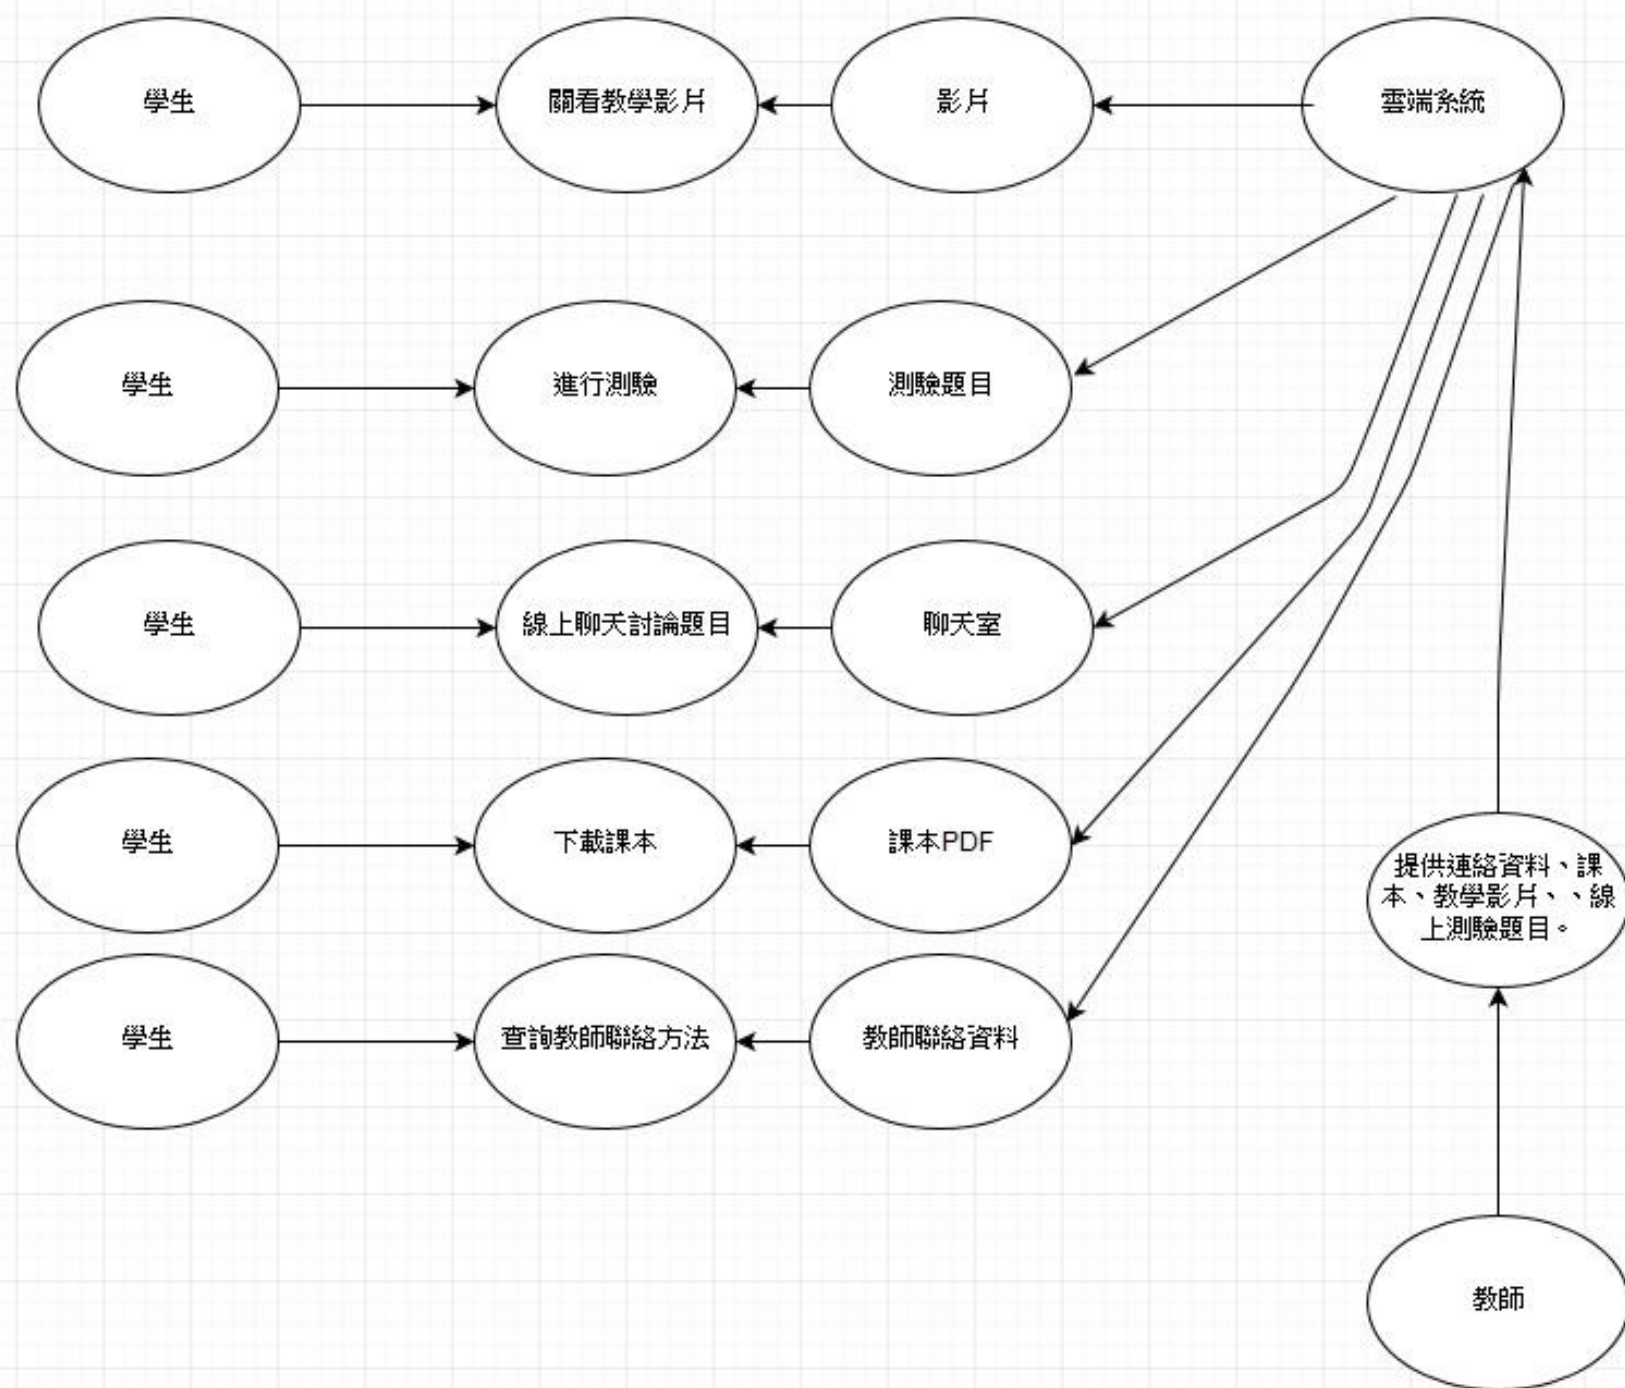 學生
關看教學影片
影片
雲端系統
學生
進行測驗
測驗題目
學生
線上聊天討論題目
聊天室
學生
下載課本
課本PDF
提供連絡資料、課
本、教學影片、、線
上測驗題目。
學生
查詢教師聯絡方法
教師聯絡資料
教師